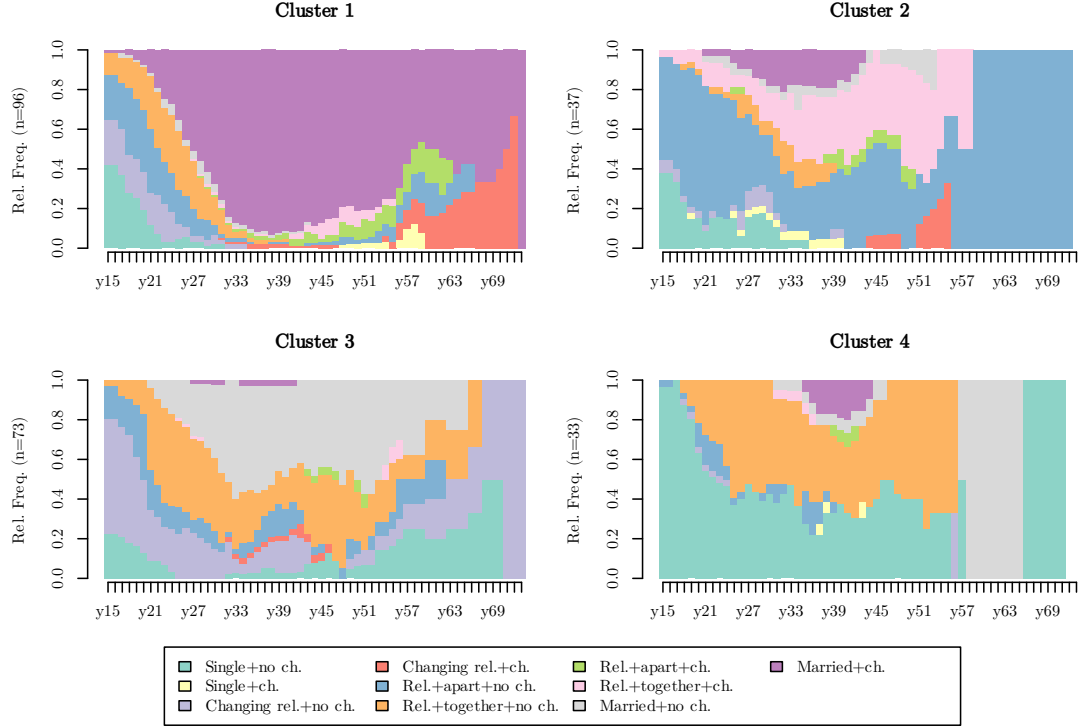 Cluster 1
Rel. Freq. (n=96)
0.0 0.2 0.4 0.6 0.8 1.0
y15 y21 y27 y33 y39 y45 y51 y57 y63 y69
Cluster 2
Rel. Freq. (n=37)
0.0 0.2 0.4 0.6 0.8 1.0
y15 y21 y27 y33 y39 y45 y51 y57 y63 y69
Cluster 3
Rel. Freq. (n=73)
0.0 0.2 0.4 0.6 0.8 1.0
y15 y21 y27 y33 y39 y45 y51 y57 y63 y69
Cluster 4
Rel. Freq. (n=33)
0.0 0.2 0.4 0.6 0.8 1.0
y15 y21 y27 y33 y39 y45 y51 y57 y63 y69
Single+no ch.
Single+ch.
Changing rel.+no ch.
Changing rel.+ch.
Rel.+apart+no ch.
Rel.+together+no ch.
Rel.+apart+ch.
Rel.+together+ch.
Married+no ch.
Married+ch.